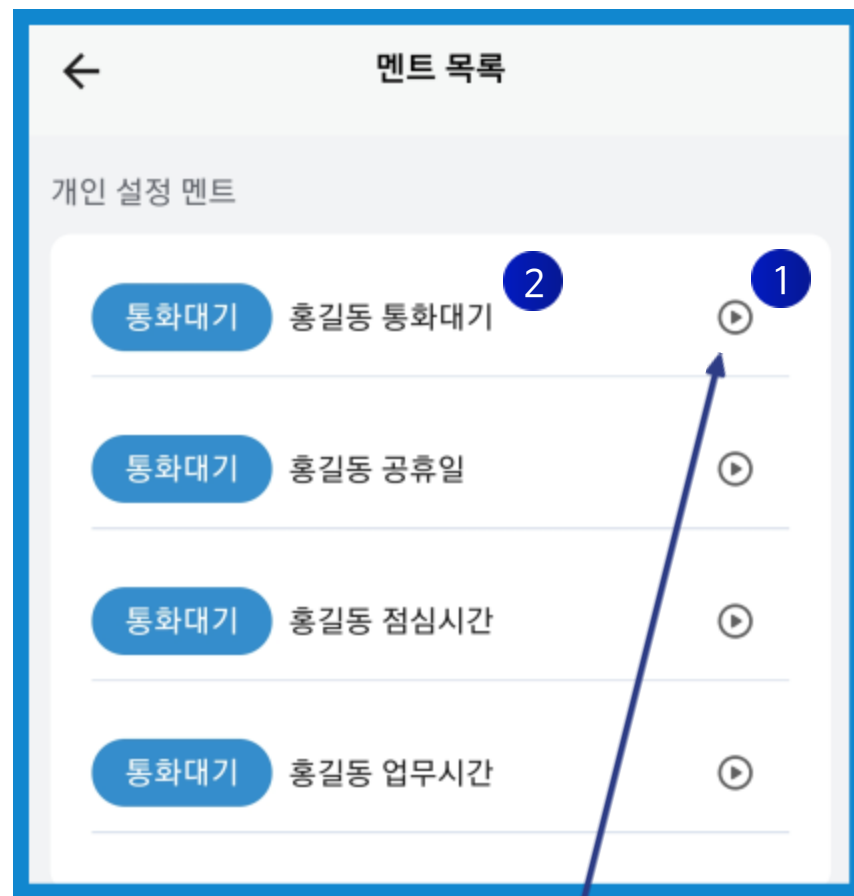 멘트 목록
개인 설정 멘트
통화대기 홍길동 통화대기 2 1
통화대기 홍길동 공휴일
통화대기 홍길동 점심시간
통화대기 홍길동 업무시간